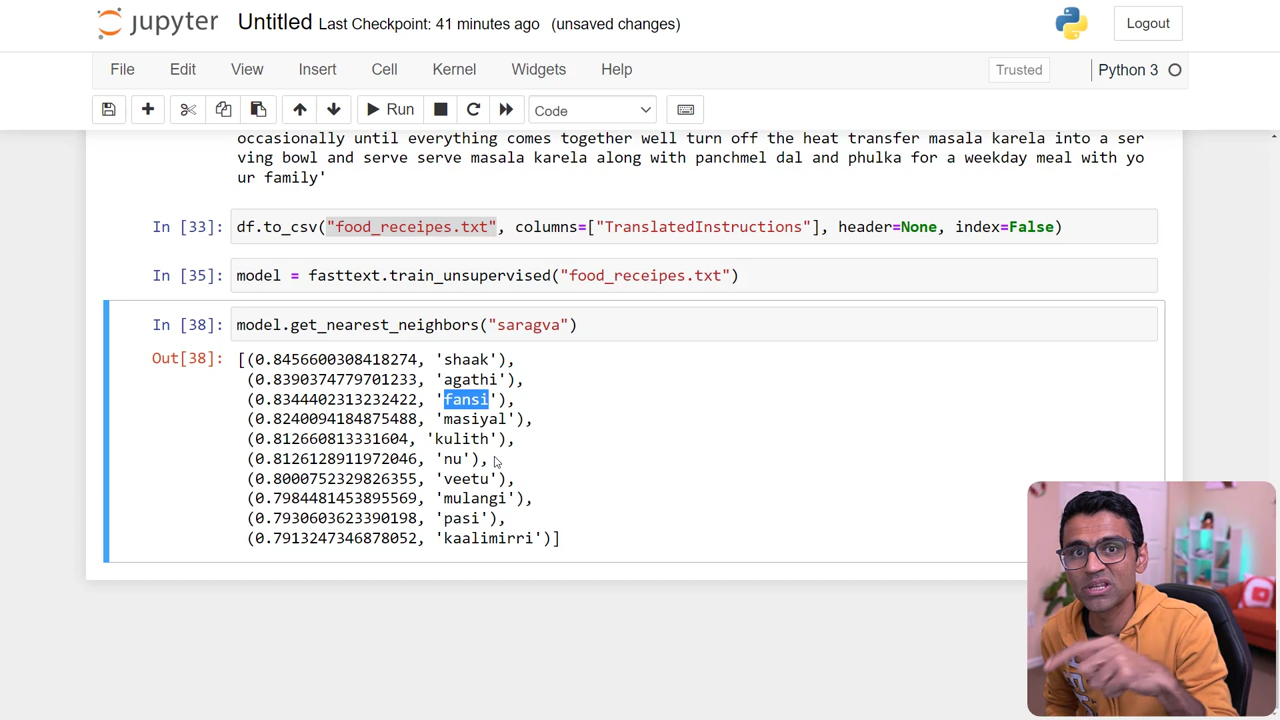 jupyter Untitled Last Checkpoint: 41 minutes ago (unsaved changes) Logout
File Edit View Insert Cell Kernel Widgets Help Trusted Python 3
Run Code
occasionally until everything comes together well turn off the heat transfer masala karela into a ser
ving bowl and serve serve masala karela along with panchmel dal and phulka for a weekday meal with yo
ur family'
In [33]: df.to_csv("food_receipes.txt", columns=["TranslatedInstructions"], header=None, index=False)
In [35]: model = fasttext.train_unsupervised("food_receipes.txt")
In [38]: model.get_nearest_neighbors("saragva")
Out[38]: [(0.8456600308418274, 'shaak'),
(0.8390374779701233, 'agathi'),
(0.8344402313232422, 'fansi'),
(0.8240094184875488, 'masiyal'),
(0.812660813331604, 'kulith'),
(0.8126128911972046, 'nu'),
(0.8000752329826355, 'veetu'),
(0.7984481453895569, 'mulangi'),
(0.7930603623390198, 'pasi'),
(0.7913247346878052, 'kaalimirri')]